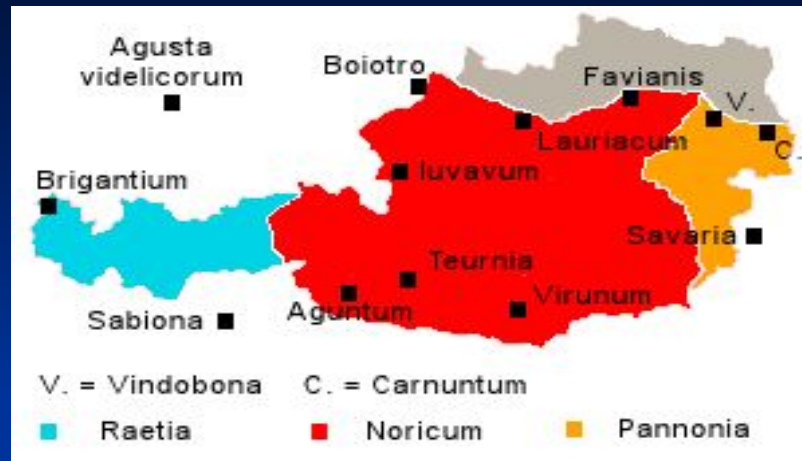 Agusta
videlicorum
Boiotro
Favianis
V.
Lauriacum
C.
Iuvavum
Brigantium
Savaria
Teurnia
Aguntum
Virunum
Sabiona
V. = Vindobona C. = Carnuntum
Raetia Noricum Pannonia